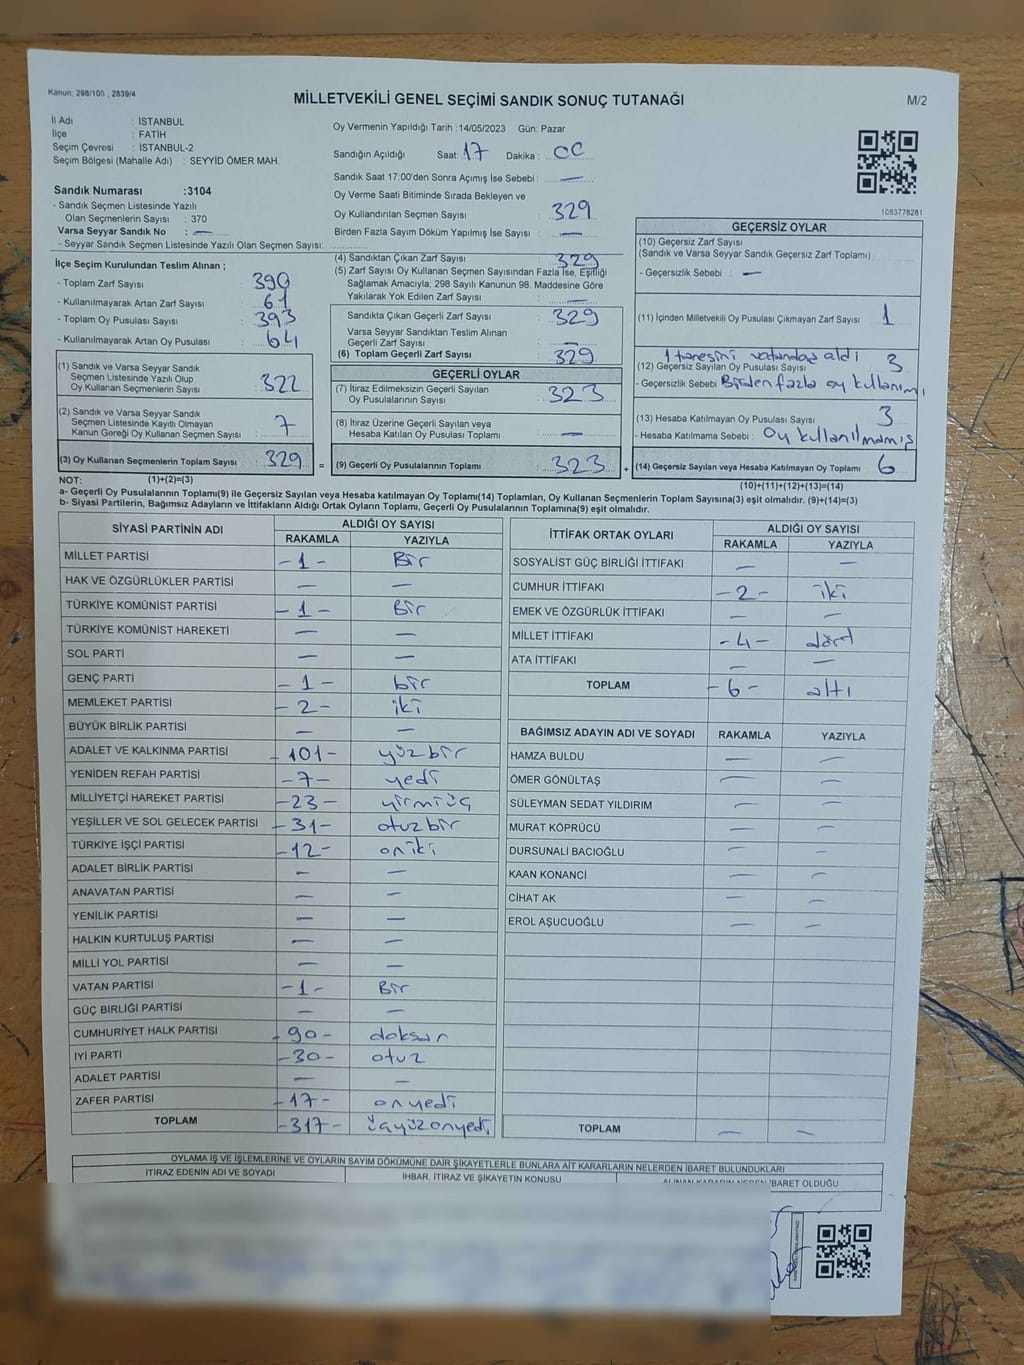 Kanun: 298/105 , 2839/4
MİLLETVEKİLİ GENEL SEÇİMİ SANDIK SONUÇ TUTANAĞI
M/2
İl Adı : İSTANBUL
İlçe : FATİH
Seçim Çevresi : İSTANBUL-2
Seçim Bölgesi (Mahalle Adı) : SEYYİD ÖMER MAH.
Sandık Numarası :3104
- Sandık Seçmen Listesinde Yazılı
Olan Seçmenlerin Sayısı : 370
Varsa Seyyar Sandık No : —
- Seyyar Sandık Seçmen Listesinde Yazılı Olan Seçmen Sayısı:
Oy Vermenin Yapıldığı Tarih :14/05/2023 Gün: Pazar
Sandığın Açıldığı Saat: 17 Dakika : 00
Sandık Saat 17:00'den Sonra Açımış İse Sebebi : —
Oy Verme Saati Bitiminde Sırada Bekleyen ve
Oy Kullandırılan Seçmen Sayısı : 329
Birden Fazla Sayım Döküm Yapılmış İse Sayısı : —
1083778281
İlçe Seçim Kurulundan Teslim Alınan ;
- Toplam Zarf Sayısı : 390
- Kullanılmayarak Artan Zarf Sayısı : 61
- Toplam Oy Pusulası Sayısı : 393
- Kullanılmayarak Artan Oy Pusulası : 64
(1) Sandık ve Varsa Seyyar Sandık
Seçmen Listesinde Yazılı Olup
Oy Kullanan Seçmenlerin Sayısı : 322
(2) Sandık ve Varsa Seyyar Sandık
Seçmen Listesinde Kayıtlı Olmayan
Kanun Gereği Oy Kullanan Seçmen Sayısı : 7
(3) Oy Kullanan Seçmenlerin Toplam Sayısı : 329 =
(4) Sandıktan Çıkan Zarf Sayısı : 329
(5) Zarf Sayısı Oy Kullanan Seçmen Sayısından Fazla İse, Eşitliği
Sağlamak Amacıyla; 298 Sayılı Kanunun 98. Maddesine Göre
Yakılarak Yok Edilen Zarf Sayısı : —
Sandıkta Çıkan Geçerli Zarf Sayısı : 329
Varsa Seyyar Sandıktan Teslim Alınan
Geçerli Zarf Sayısı :
(6) Toplam Geçerli Zarf Sayısı : 329
GEÇERLİ OYLAR
(7) İtiraz Edilmeksizin Geçerli Sayılan
Oy Pusulalarının Sayısı : 323
(8) İtiraz Üzerine Geçerli Sayılan veya
Hesaba Katılan Oy Pusulası Toplamı : —
(9) Geçerli Oy Pusulalarının Toplamı : 323 +
GEÇERSİZ OYLAR
(10) Geçersiz Zarf Sayısı
(Sandık ve Varsa Seyyar Sandık Geçersiz Zarf Toplamı)
- Geçersizlik Sebebi : —
(11) İçinden Milletvekili Oy Pusulası Çıkmayan Zarf Sayısı : 1
1 tanesini vatandaş aldı
(12) Geçersiz Sayılan Oy Pusulası Sayısı : 3
- Geçersizlik Sebebi : Birden fazla oy kullanımı
(13) Hesaba Katılmayan Oy Pusulası Sayısı : 3
- Hesaba Katılmama Sebebi : Oy kullanılmamış
(14) Geçersiz Sayılan veya Hesaba Katılmayan Oy Toplamı : 6
NOT: (1)+(2)=(3)
(10)+(11)+(12)+(13)=(14)
a- Geçerli Oy Pusulalarının Toplamı(9) ile Geçersiz Sayılan veya Hesaba katılmayan Oy Toplamı(14) Toplamları, Oy Kullanan Seçmenlerin Toplam Sayısına(3) eşit olmalıdır. (9)+(14)=(3)
b- Siyasi Partilerin, Bağımsız Adayların ve İttifakların Aldığı Ortak Oyların Toplamı, Geçerli Oy Pusulalarının Toplamına(9) eşit olmalıdır.
SİYASİ PARTİNİN ADI ALDIĞI OY SAYISI
RAKAMLA YAZIYLA
MİLLET PARTİSİ -1- Bir
HAK VE ÖZGÜRLÜKLER PARTİSİ — —
TÜRKİYE KOMÜNİST PARTİSİ -1- Bir
TÜRKİYE KOMÜNİST HAREKETİ — —
SOL PARTİ — —
GENÇ PARTİ -1- bir
MEMLEKET PARTİSİ -2- iki
BÜYÜK BİRLİK PARTİSİ — —
ADALET VE KALKINMA PARTİSİ -101- yüzbir
YENİDEN REFAH PARTİSİ -7- yedi
MİLLİYETÇİ HAREKET PARTİSİ -23- yirmiüç
YEŞİLLER VE SOL GELECEK PARTİSİ -31- otuzbir
TÜRKİYE İŞÇİ PARTİSİ -12- oniki
ADALET BİRLİK PARTİSİ — —
ANAVATAN PARTİSİ — —
YENİLİK PARTİSİ — —
HALKIN KURTULUŞ PARTİSİ — —
MİLLİ YOL PARTİSİ — —
VATAN PARTİSİ -1- Bir
GÜÇ BİRLİĞİ PARTİSİ — —
CUMHURİYET HALK PARTİSİ -90- doksan
İYİ PARTİ -30- otuz
ADALET PARTİSİ — —
ZAFER PARTİSİ -17- onyedi
TOPLAM -317- üçyüzonyedi
İTTİFAK ORTAK OYLARI ALDIĞI OY SAYISI
RAKAMLA YAZIYLA
SOSYALİST GÜÇ BİRLİĞİ İTTİFAKI — —
CUMHUR İTTİFAKI -2- iki
EMEK VE ÖZGÜRLÜK İTTİFAKI — —
MİLLET İTTİFAKI -4- dört
ATA İTTİFAKI — —
TOPLAM -6- altı
BAĞIMSIZ ADAYIN ADI VE SOYADI RAKAMLA YAZIYLA
HAMZA BULDU — —
ÖMER GÖNÜLTAŞ — —
SÜLEYMAN SEDAT YILDIRIM — —
MURAT KÖPRÜCÜ — —
DURSUNALİ BACIOĞLU — —
KAAN KONANCI — —
CİHAT AK — —
EROL AŞUCUOĞLU — —
TOPLAM — —
OYLAMA İŞ VE İŞLEMLERİNE VE OYLARIN SAYIM DÖKÜMÜNE DAİR ŞİKAYETLERLE BUNLARA AİT KARARLARIN NELERDEN İBARET BULUNDUKLARI
İTİRAZ EDENİN ADI VE SOYADI İHBAR, İTİRAZ VE ŞİKAYETİN KONUSU ALINAN KARARIN NEDEN İBARET OLDUĞU